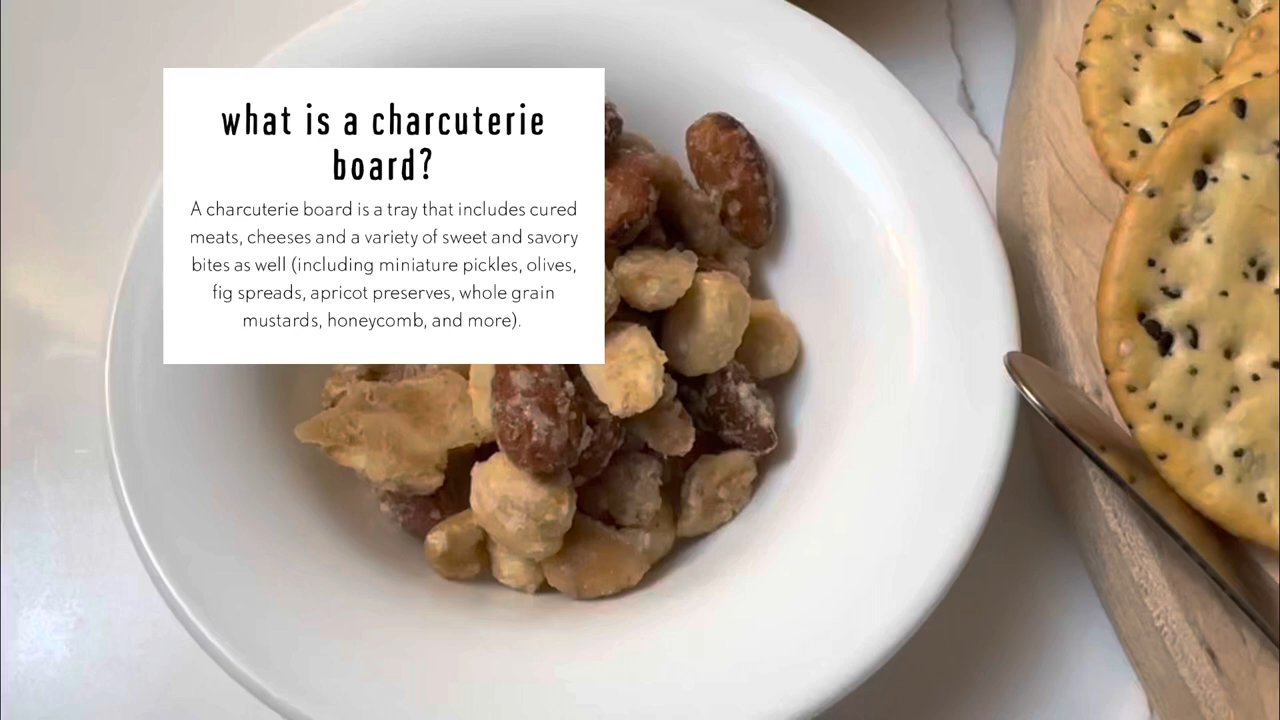 what is a charcuterie
board?
A charcuterie board is a tray that includes cured
meats, cheeses and a variety of sweet and savory
bites as well (including miniature pickles, olives,
fig spreads, apricot preserves, whole grain
mustards, honeycomb, and more).